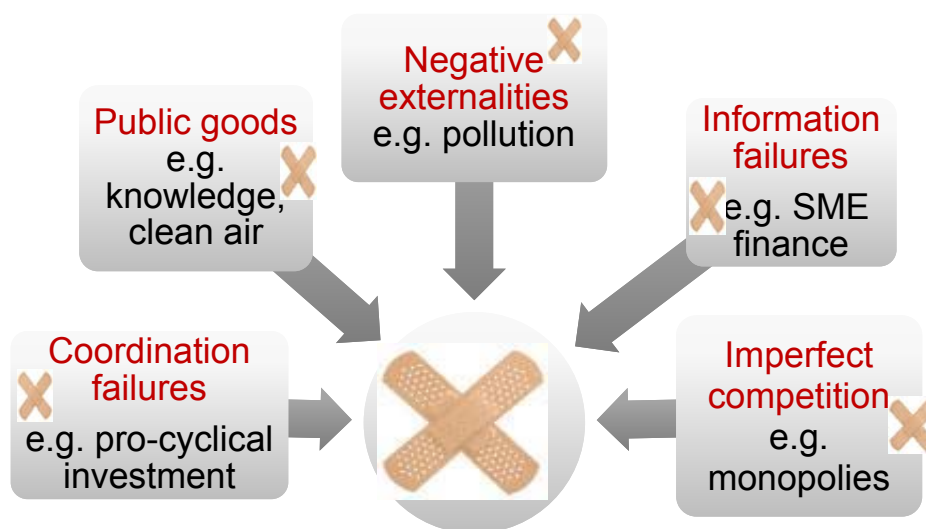 Negative
externalities
e.g. pollution
Public goods
e.g.
knowledge,
clean air
Information
failures
e.g. SME
finance
Coordination
failures
e.g. pro-cyclical
investment
Imperfect
competition
e.g.
monopolies